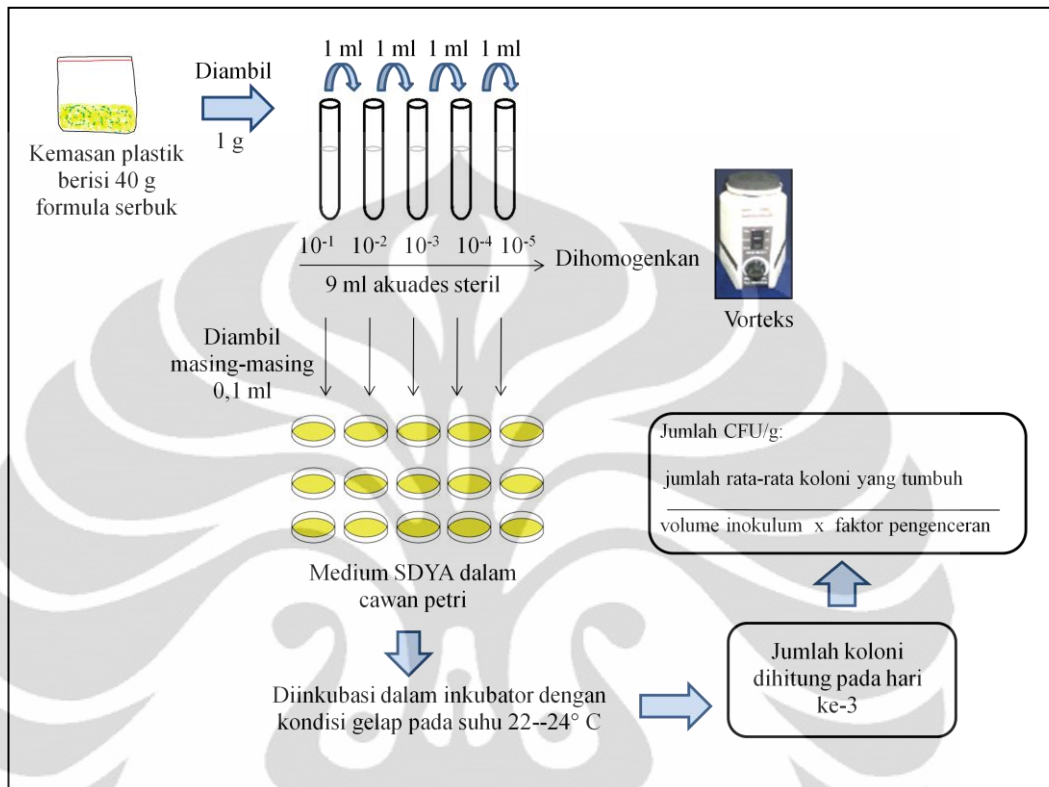 1 ml 1 ml 1 ml 1 ml
Diambil
1 g
Kemasan plastik
berisi 40 g
formula serbuk
10⁻¹ 10⁻² 10⁻³ 10⁻⁴ 10⁻⁵
9 ml akuades steril
Dihomogenkan
Vorteks
Diambil
masing-masing
0,1 ml
Medium SDYA dalam
cawan petri
Diinkubasi dalam inkubator dengan
kondisi gelap pada suhu 22--24° C
Jumlah koloni
dihitung pada hari
ke-3
Jumlah CFU/g:
jumlah rata-rata koloni yang tumbuh
volume inokulum x faktor pengenceran